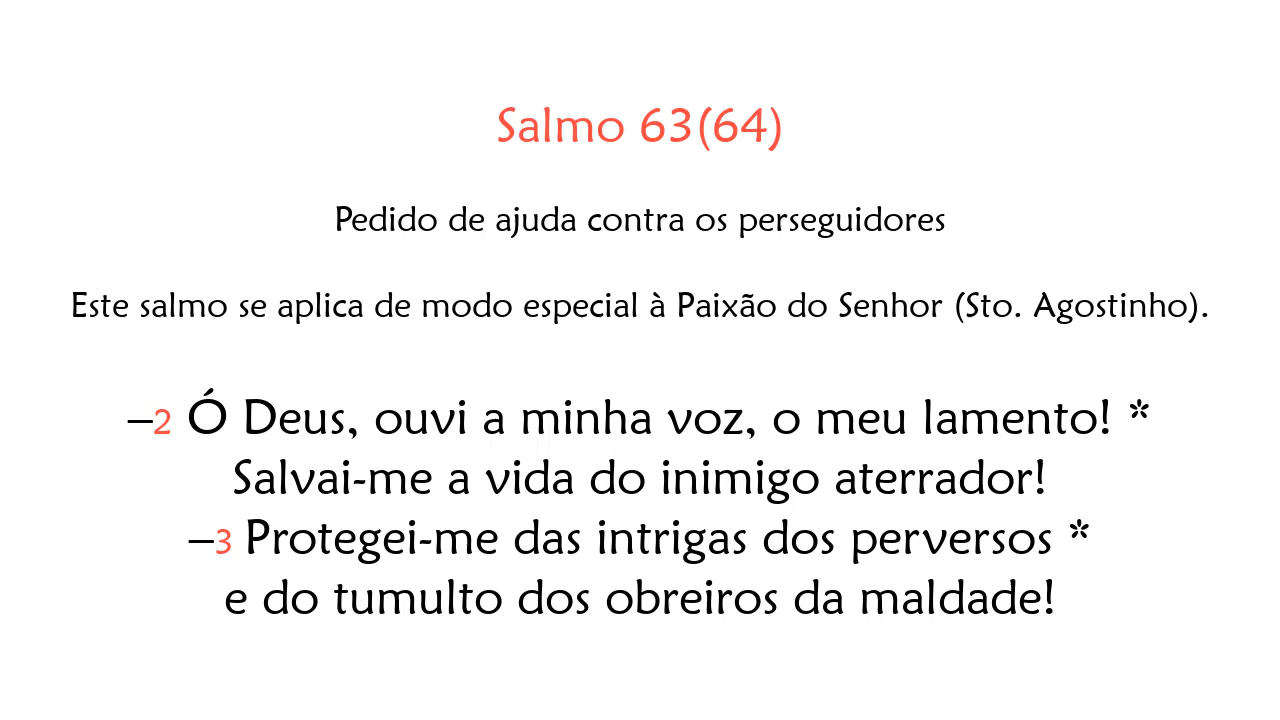 Salmo 63(64)
Pedido de ajuda contra os perseguidores
Este salmo se aplica de modo especial à Paixão do Senhor (Sto. Agostinho).
–2 Ó Deus, ouvi a minha voz, o meu lamento! *
Salvai-me a vida do inimigo aterrador!
–3 Protegei-me das intrigas dos perversos *
e do tumulto dos obreiros da maldade!